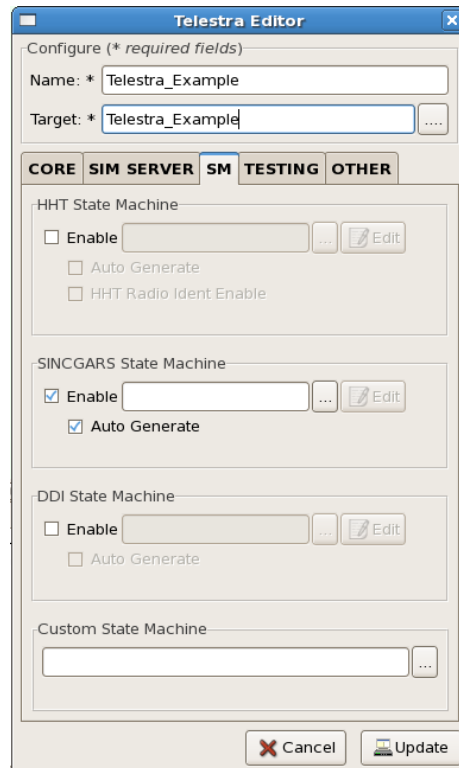 Telestra Editor
Configure (* required fields)
Name: * Telestra_Example
Target: * Telestra_Example ....
CORE SIM SERVER SM TESTING OTHER
HHT State Machine
Enable ... Edit
Auto Generate
HHT Radio Ident Enable
SINCGARS State Machine
Enable ... Edit
Auto Generate
DDI State Machine
Enable ... Edit
Auto Generate
Custom State Machine
...
Cancel Update